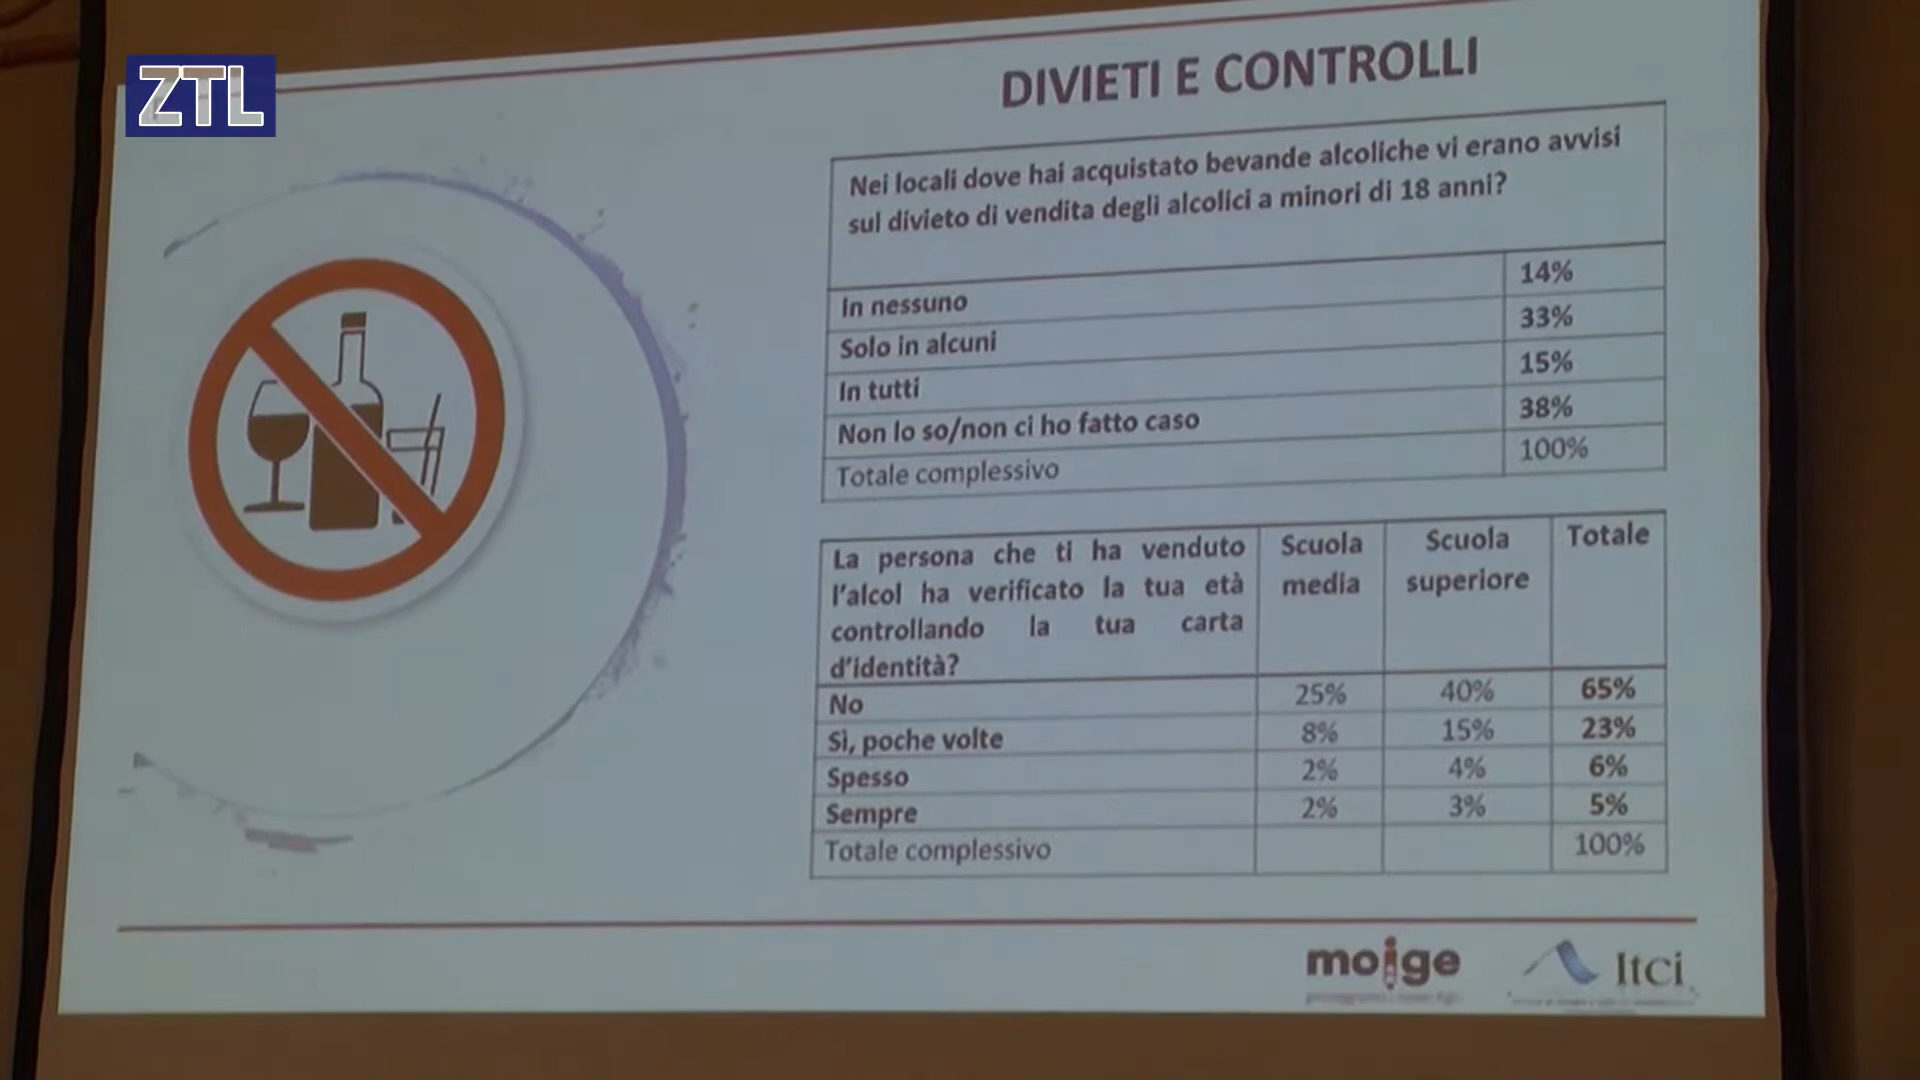 ZTL
DIVIETI E CONTROLLI
Nei locali dove hai acquistato bevande alcoliche vi erano avvisi
sul divieto di vendita degli alcolici a minori di 18 anni?
In nessuno 14%
Solo in alcuni 33%
In tutti 15%
Non lo so/non ci ho fatto caso 38%
Totale complessivo 100%
La persona che ti ha venduto
l'alcol ha verificato la tua età
controllando la tua carta
d'identità?
Scuola
media
Scuola
superiore
Totale
No 25% 40% 65%
Sì, poche volte 8% 15% 23%
Spesso 2% 4% 6%
Sempre 2% 3% 5%
Totale complessivo 100%
moige
Itci